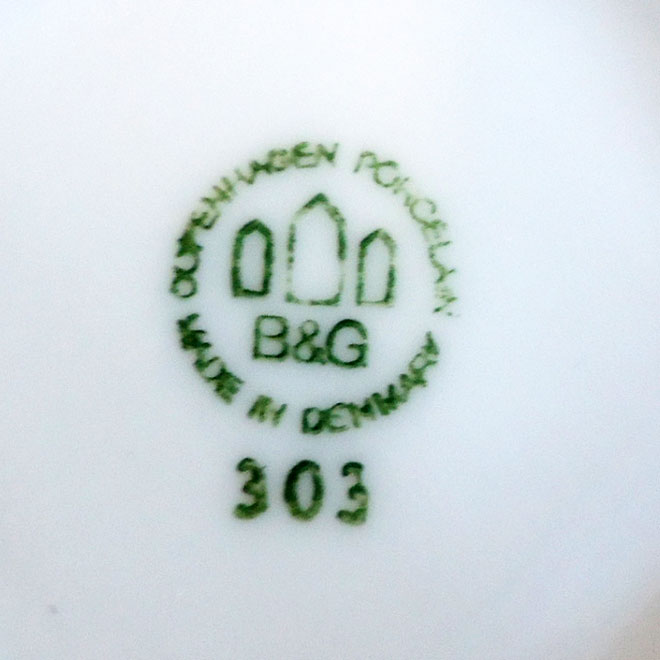 COPENHAGEN PORCELAIN
B&G
MADE IN DENMARK
303